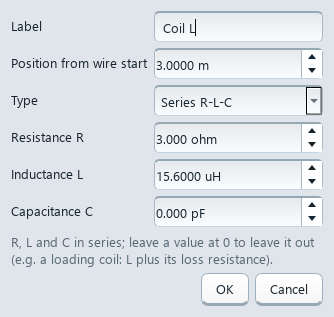 Label
Coil L
Position from wire start
3.0000 m
Type
Series R-L-C
Resistance R
3.000 ohm
Inductance L
15.6000 uH
Capacitance C
0.000 pF
R, L and C in series; leave a value at 0 to leave it out
(e.g. a loading coil: L plus its loss resistance).
OK
Cancel